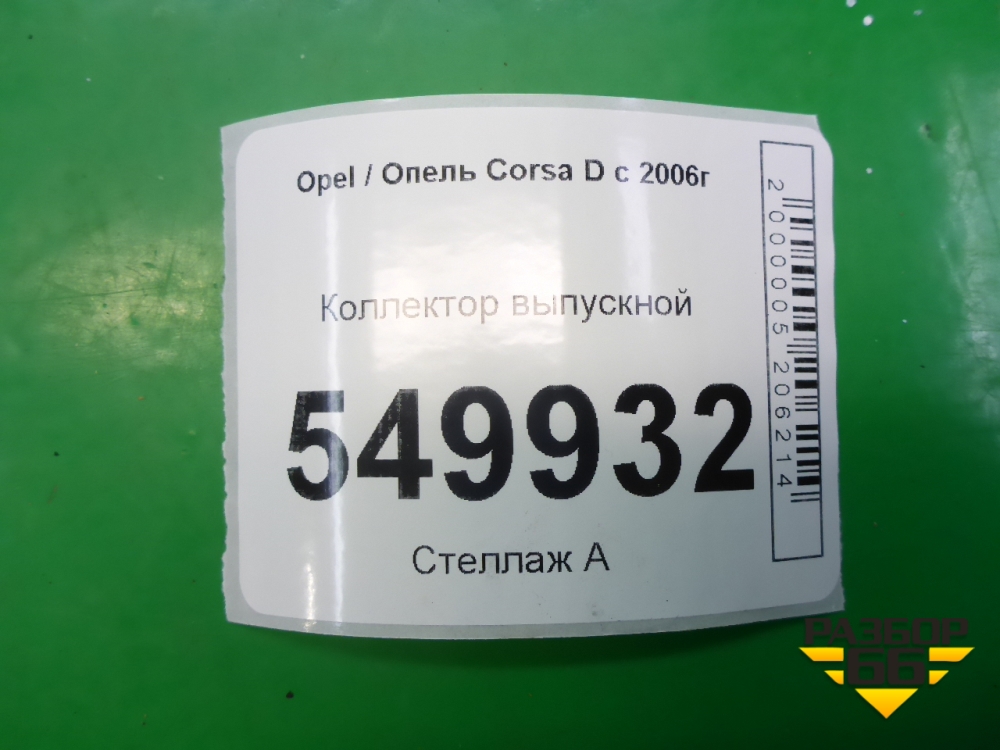 Opel / Опель Corsa D с 2006г
Коллектор выпускной
549932
Стеллаж А
2000005206214
РАЗБОР
66